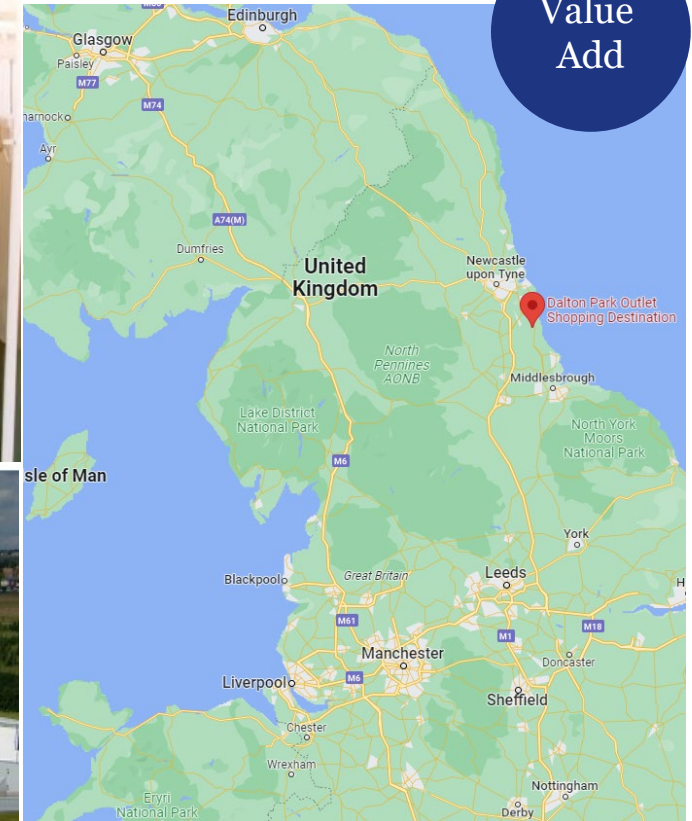 Value
Add
Edinburgh
Glasgow
Paisley
M77
M74
Ayr
A74(M)
Dumfries
United
Kingdom
Newcastle
upon Tyne
Dalton Park Outlet
Shopping Destination
North
Pennines
AONB
Middlesbrough
Lake District
National Park
North York
Moors
National Park
M6
sle of Man
York
Blackpool
Great Britain
Leeds
M61
M1
M18
Manchester
Doncaster
Liverpool
M6
Sheffield
Chester
Wrexham
Nottingham
Eryri
National Park
Derby